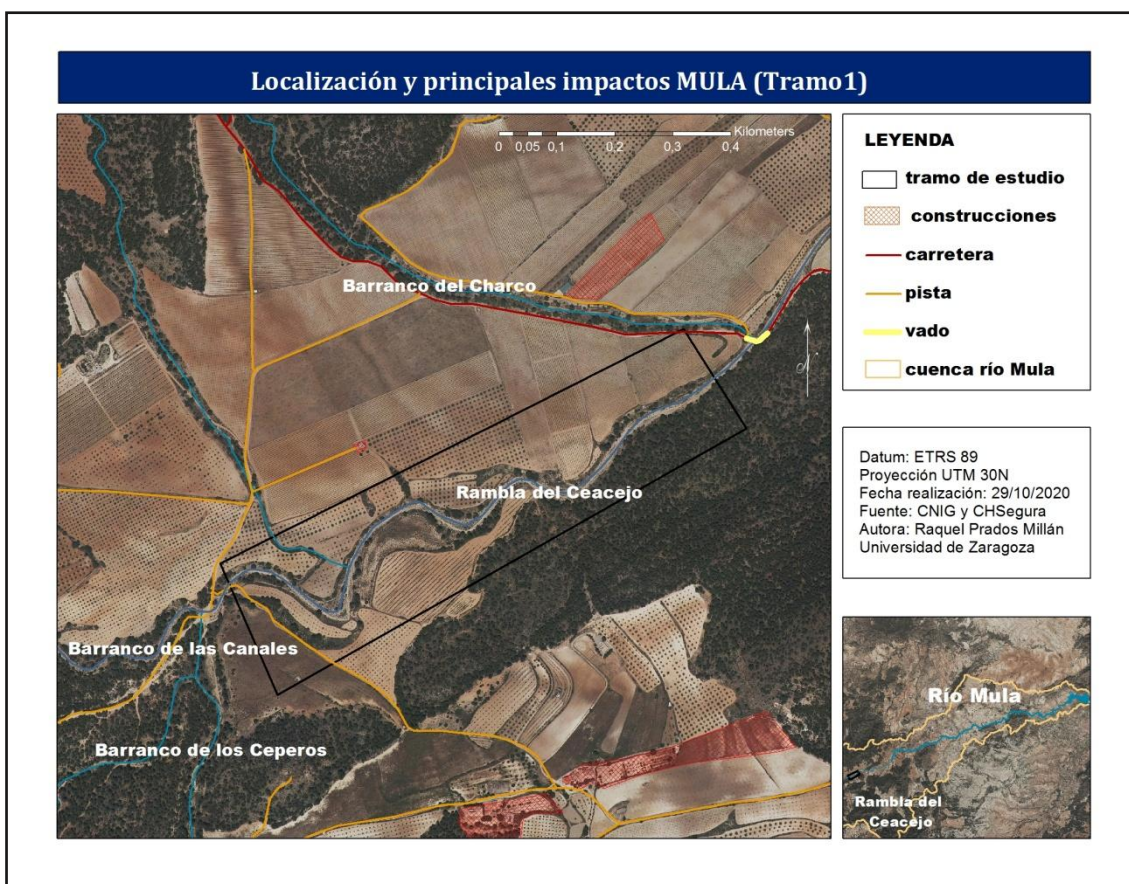 Localización y principales impactos MULA (Tramo1)
Kilometers
0 0,05 0,1 0,2 0,3 0,4
Barranco del Charco
Rambla del Ceacejo
Barranco de las Canales
Barranco de los Ceperos
LEYENDA
tramo de estudio
construcciones
carretera
pista
vado
cuenca río Mula
Datum: ETRS 89
Proyección UTM 30N
Fecha realización: 29/10/2020
Fuente: CNIG y CHSegura
Autora: Raquel Prados Millán
Universidad de Zaragoza
Río Mula
Rambla del
Ceacejo